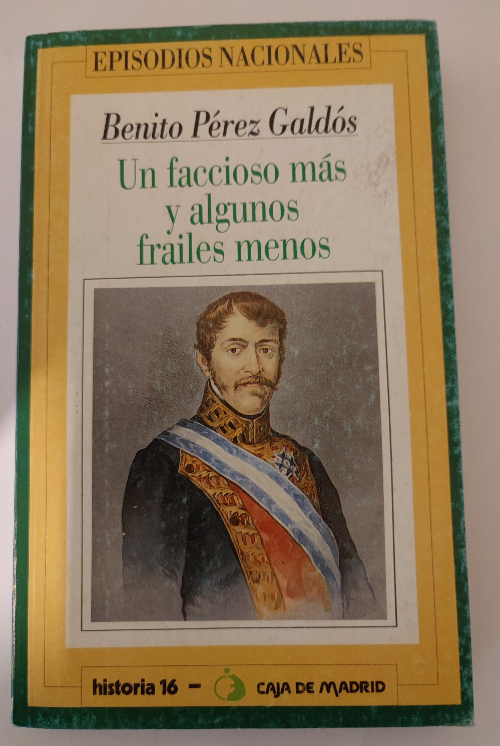 EPISODIOS NACIONALES
Benito Pérez Galdós
Un faccioso más
y algunos
frailes menos
historia 16 – CAJA DE MADRID